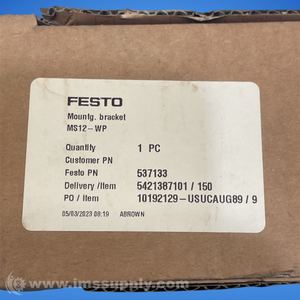 FESTO
Mountg. bracket
MS12-WP
Quantity 1 PC
Customer PN
Festo PN 537133
Delivery /Item 5421387101 / 150
PO / Item 10192129-USUCAUG89 / 9
05/03/2023 08:19 ABROWN
www.imssupply.com